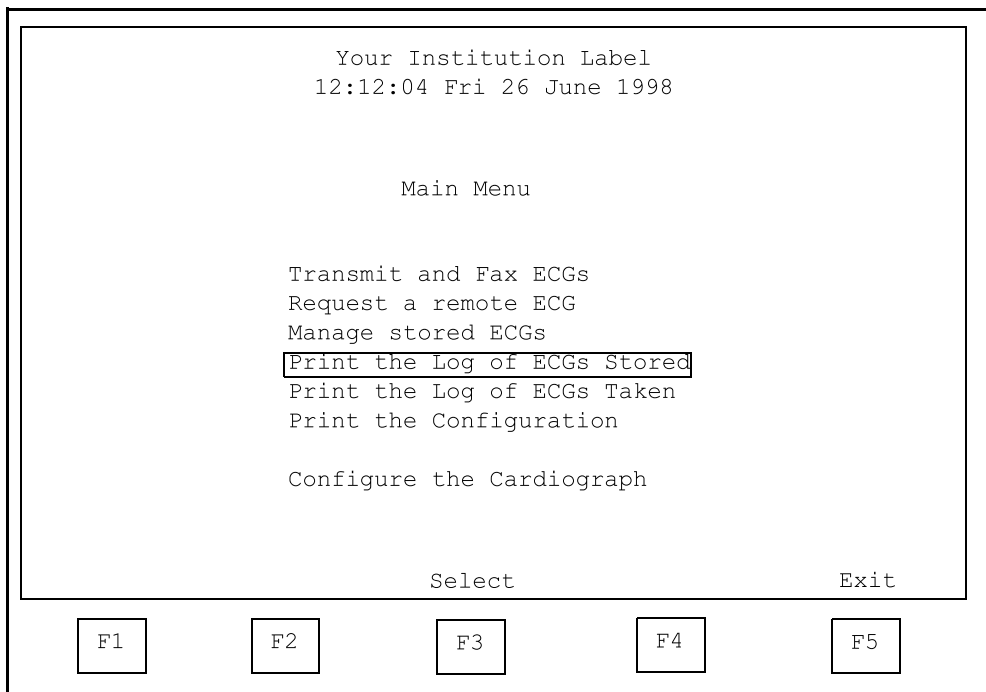 Your Institution Label
12:12:04 Fri 26 June 1998
Main Menu
Transmit and Fax ECGs
Request a remote ECG
Manage stored ECGs
Print the Log of ECGs Stored
Print the Log of ECGs Taken
Print the Configuration
Configure the Cardiograph
Select Exit
F1 F2 F3 F4 F5